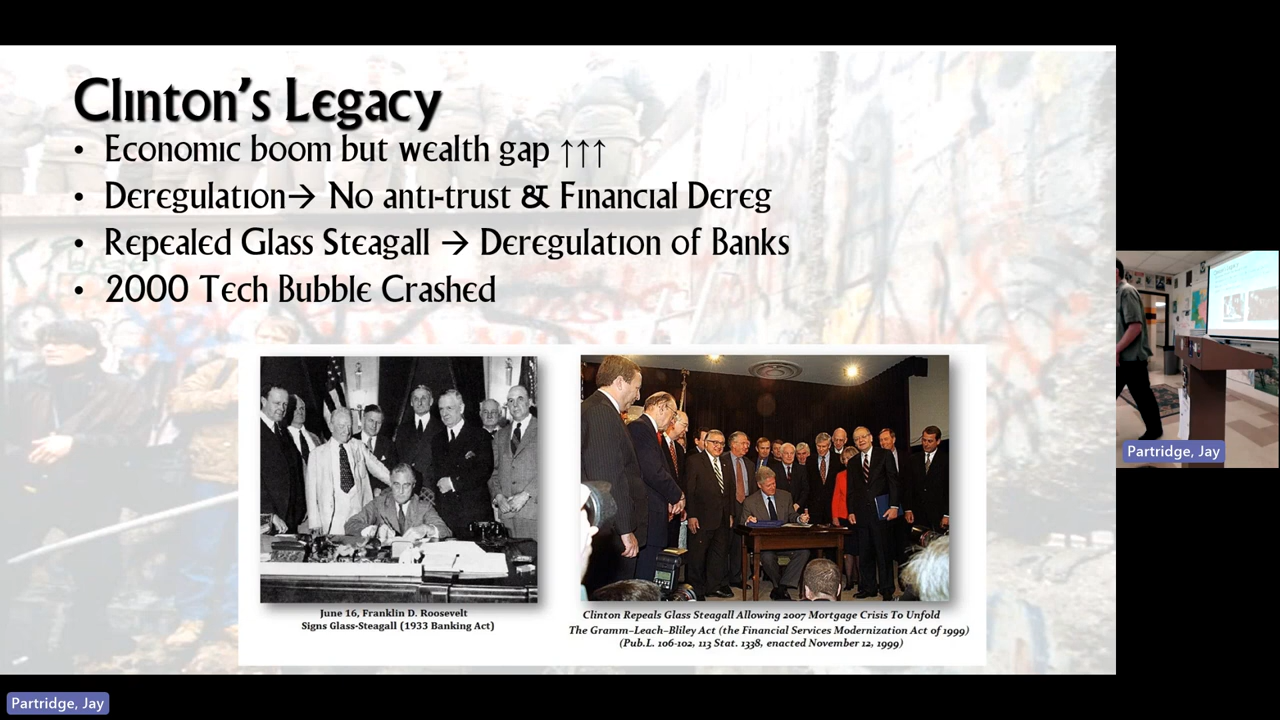 Clinton's Legacy
• Economic boom but wealth gap ↑↑↑
• Deregulation→ No anti-trust & Financial Dereg
• Repealed Glass Steagall → Deregulation of Banks
• 2000 Tech Bubble Crashed
June 16, Franklin D. Roosevelt
Signs Glass-Steagall (1933 Banking Act)
Clinton Repeals Glass Steagall Allowing 2007 Mortgage Crisis To Unfold
The Gramm–Leach–Bliley Act (the Financial Services Modernization Act of 1999)
(Pub.L. 106-102, 113 Stat. 1338, enacted November 12, 1999)
Partridge, Jay
Partridge, Jay